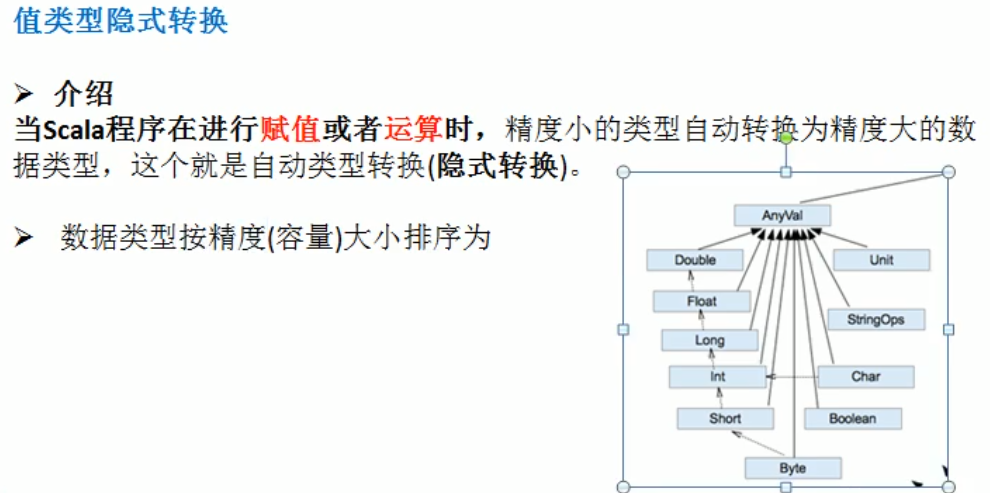 值类型隐式转换
➢ 介绍
当Scala程序在进行赋值或者运算时，精度小的类型自动转换为精度大的数
据类型，这个就是自动类型转换(隐式转换)。
➢ 数据类型按精度(容量)大小排序为
AnyVal
Double
Unit
Float
StringOps
Long
Int
Char
Short
Boolean
Byte